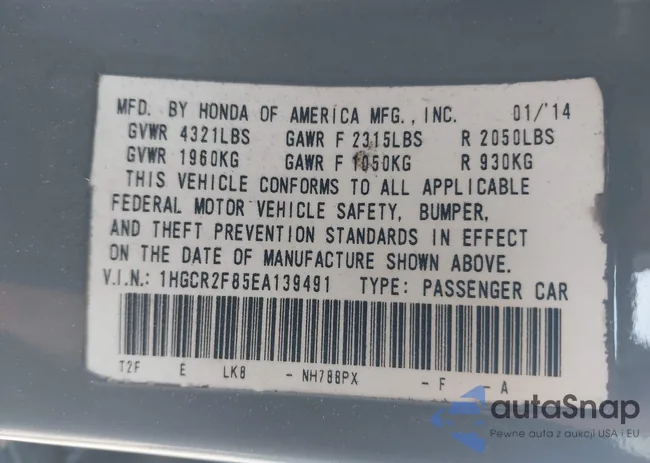 MFD. BY HONDA OF AMERICA MFG., INC. 01/'14
GVWR 4321LBS GAWR F 2315LBS R 2050LBS
GVWR 1960KG GAWR F 1050KG R 930KG
THIS VEHICLE CONFORMS TO ALL APPLICABLE
FEDERAL MOTOR VEHICLE SAFETY, BUMPER,
AND THEFT PREVENTION STANDARDS IN EFFECT
ON THE DATE OF MANUFACTURE SHOWN ABOVE.
V.I.N.: 1HGCR2F85EA139491 TYPE: PASSENGER CAR
T2F E LK8 - NH788PX - F - A
autaSnap
Pewne auta z aukcji USA i EU